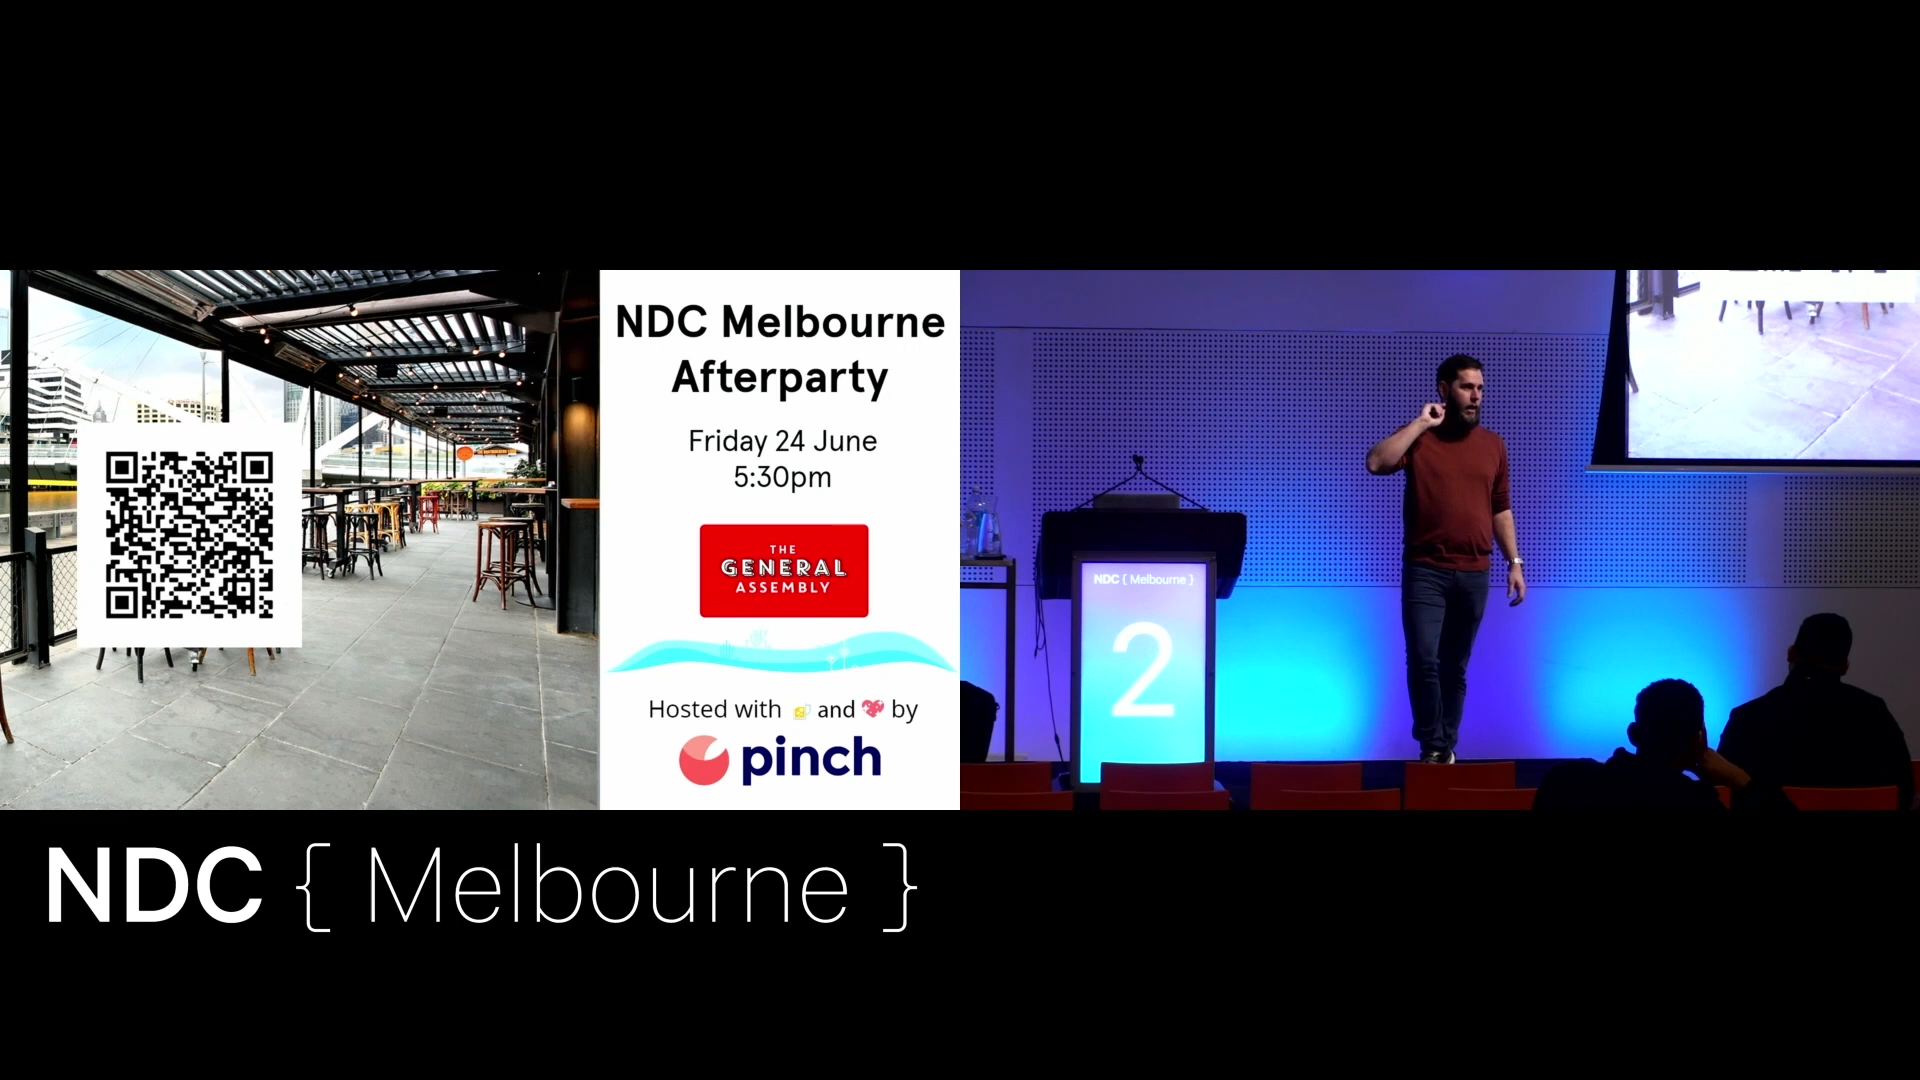 NDC Melbourne
Afterparty
Friday 24 June
5:30pm
THE
GENERAL
ASSEMBLY
Hosted with 🍺 and 💖 by
pinch
NDC { Melbourne }
2
NDC { Melbourne }